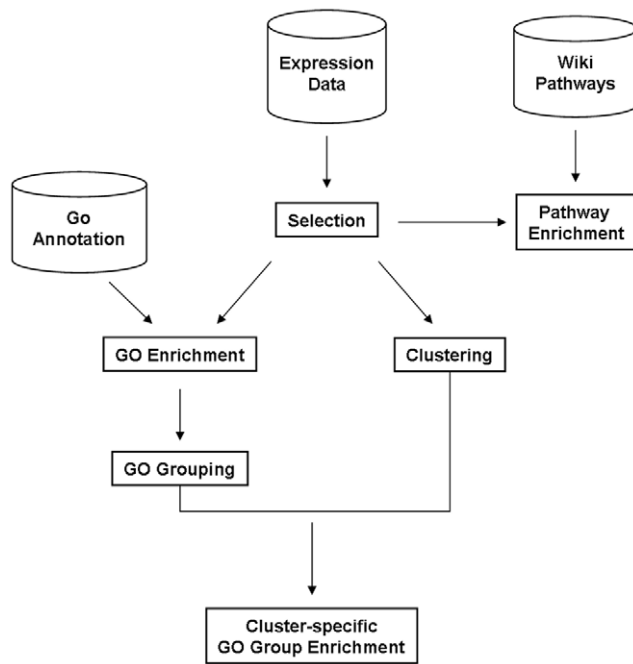 Expression
Data
Wiki
Pathways
Go
Annotation
Selection
Pathway
Enrichment
GO Enrichment
Clustering
GO Grouping
Cluster-specific
GO Group Enrichment